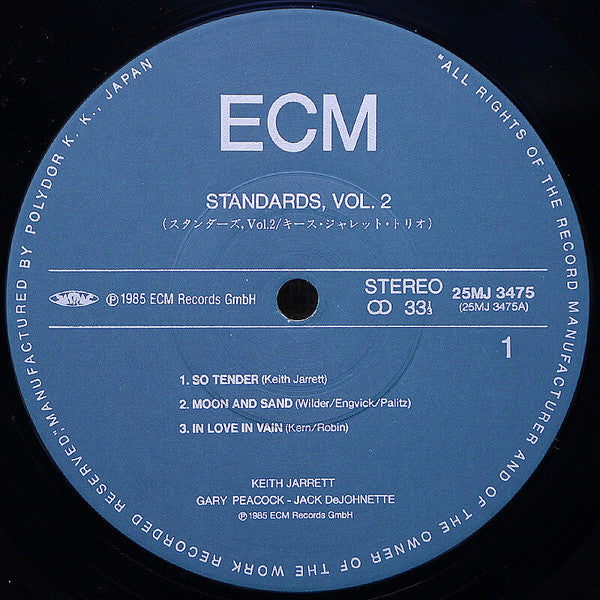 ECM
STANDARDS, VOL. 2
(スタンダーズ,Vol.2/キース・ジャレット・トリオ)
℗1985 ECM Records GmbH
STEREO
33⅓
25MJ 3475
(25MJ 3475A)
1
1. SO TENDER (Keith Jarrett)
2. MOON AND SAND (Wilder/Engvick/Palitz)
3. IN LOVE IN VAIN (Kern/Robin)
KEITH JARRETT
GARY PEACOCK - JACK DeJOHNETTE
℗1985 ECM Records GmbH
"ALL RIGHTS OF THE RECORD MANUFACTURER AND OF THE OWNER OF THE WORK RECORDED RESERVED," MANUFACTURED BY POLYDOR K. K., JAPAN